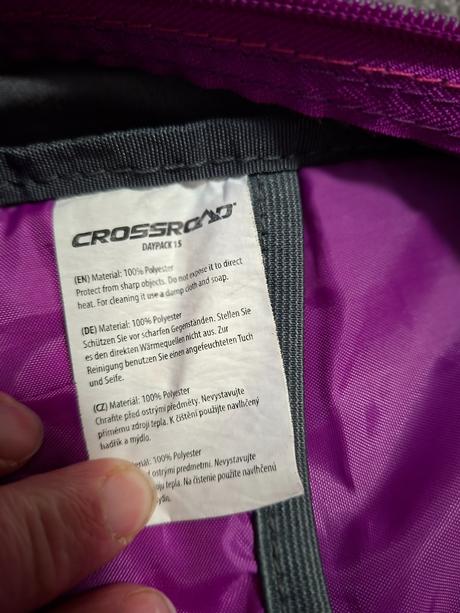 CROSSROAD
DAYPACK 15
(EN) Material: 100% Polyester
Protect from sharp objects. Do not expose it to direct
heat. For cleaning it use a damp cloth and soap.
(DE) Material: 100% Polyester
Schützen Sie vor scharfen Gegenständen. Stellen Sie
es den direkten Wärmequellen nicht aus. Zur
Reinigung benutzen Sie einen angefeuchteten Tuch
und Seife.
(CZ) Materiál: 100% Polyester
Chraňte před ostrými předměty. Nevystavujte
přímému zdroji tepla. K čištění použijte navlhčený
hadřík a mýdlo.
100% Polyester
ostrými predmetmi. Nevystavujte
tepla. Na čistenie použite navlhčenú